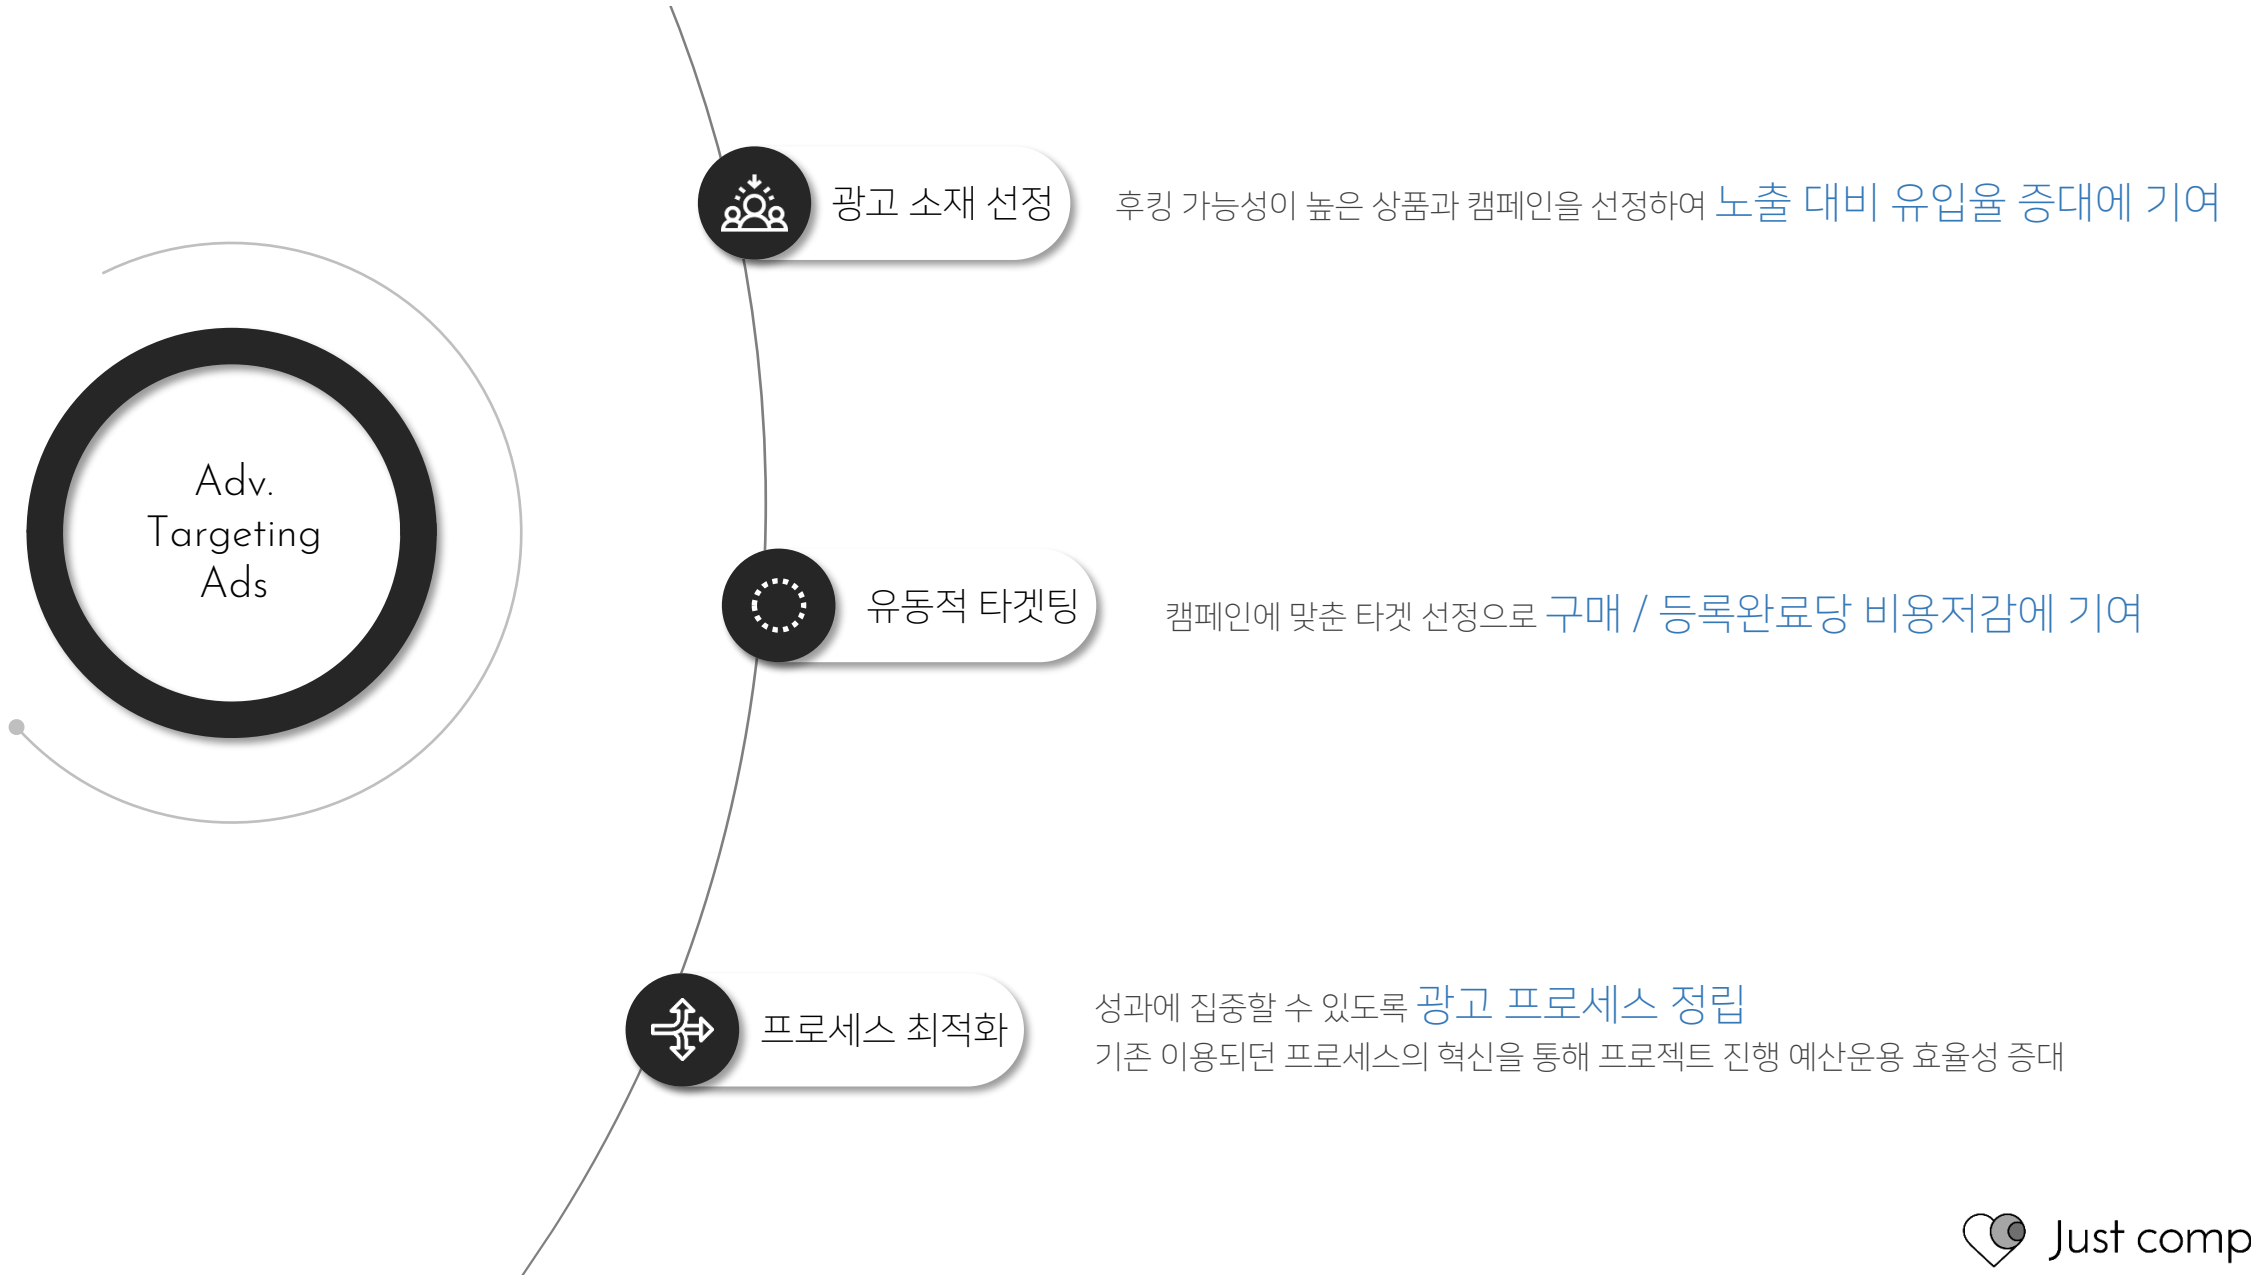 Adv.
Targeting
Ads
광고 소재 선정
후킹 가능성이 높은 상품과 캠페인을 선정하여 노출 대비 유입율 증대에 기여
유동적 타겟팅
캠페인에 맞춘 타겟 선정으로 구매 / 등록완료당 비용저감에 기여
프로세스 최적화
성과에 집중할 수 있도록 광고 프로세스 정립
기존 이용되던 프로세스의 혁신을 통해 프로젝트 진행 예산운용 효율성 증대
Just comp